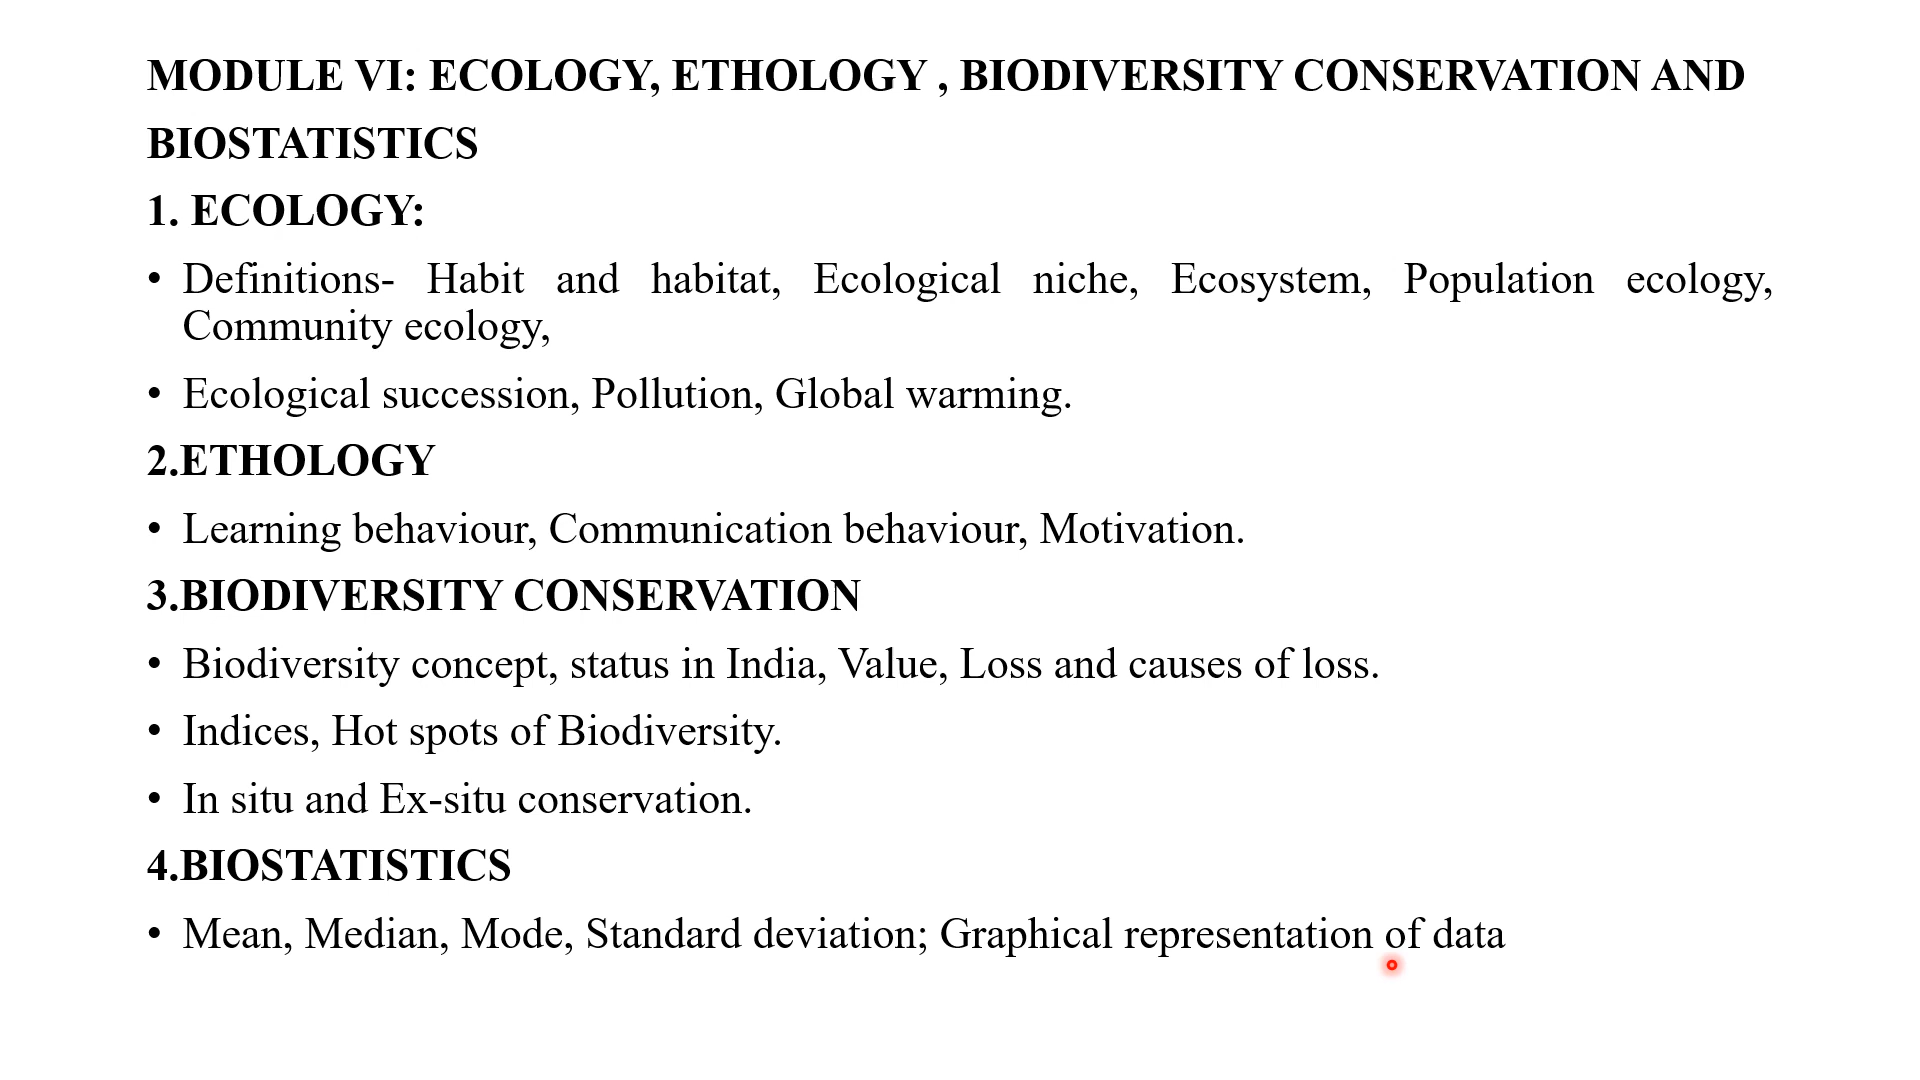 MODULE VI: ECOLOGY, ETHOLOGY , BIODIVERSITY CONSERVATION AND
BIOSTATISTICS
1. ECOLOGY:
• Definitions- Habit and habitat, Ecological niche, Ecosystem, Population ecology,
Community ecology,
• Ecological succession, Pollution, Global warming.
2.ETHOLOGY
• Learning behaviour, Communication behaviour, Motivation.
3.BIODIVERSITY CONSERVATION
• Biodiversity concept, status in India, Value, Loss and causes of loss.
• Indices, Hot spots of Biodiversity.
• In situ and Ex-situ conservation.
4.BIOSTATISTICS
• Mean, Median, Mode, Standard deviation; Graphical representation of data